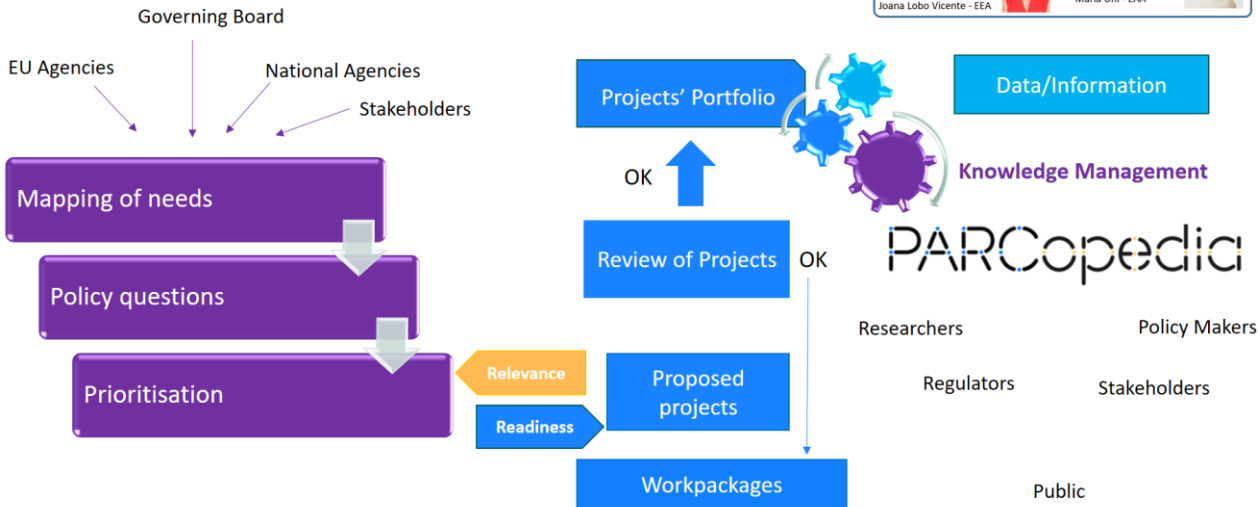 Joana Lobo Vicente - EEA
Governing Board
EU Agencies
National Agencies
Stakeholders
Mapping of needs
Policy questions
Prioritisation
Relevance
Readiness
Projects' Portfolio
OK
Review of Projects
OK
Proposed
projects
Workpackages
Data/Information
Knowledge Management
PARCopedia
Researchers
Policy Makers
Regulators
Stakeholders
Public